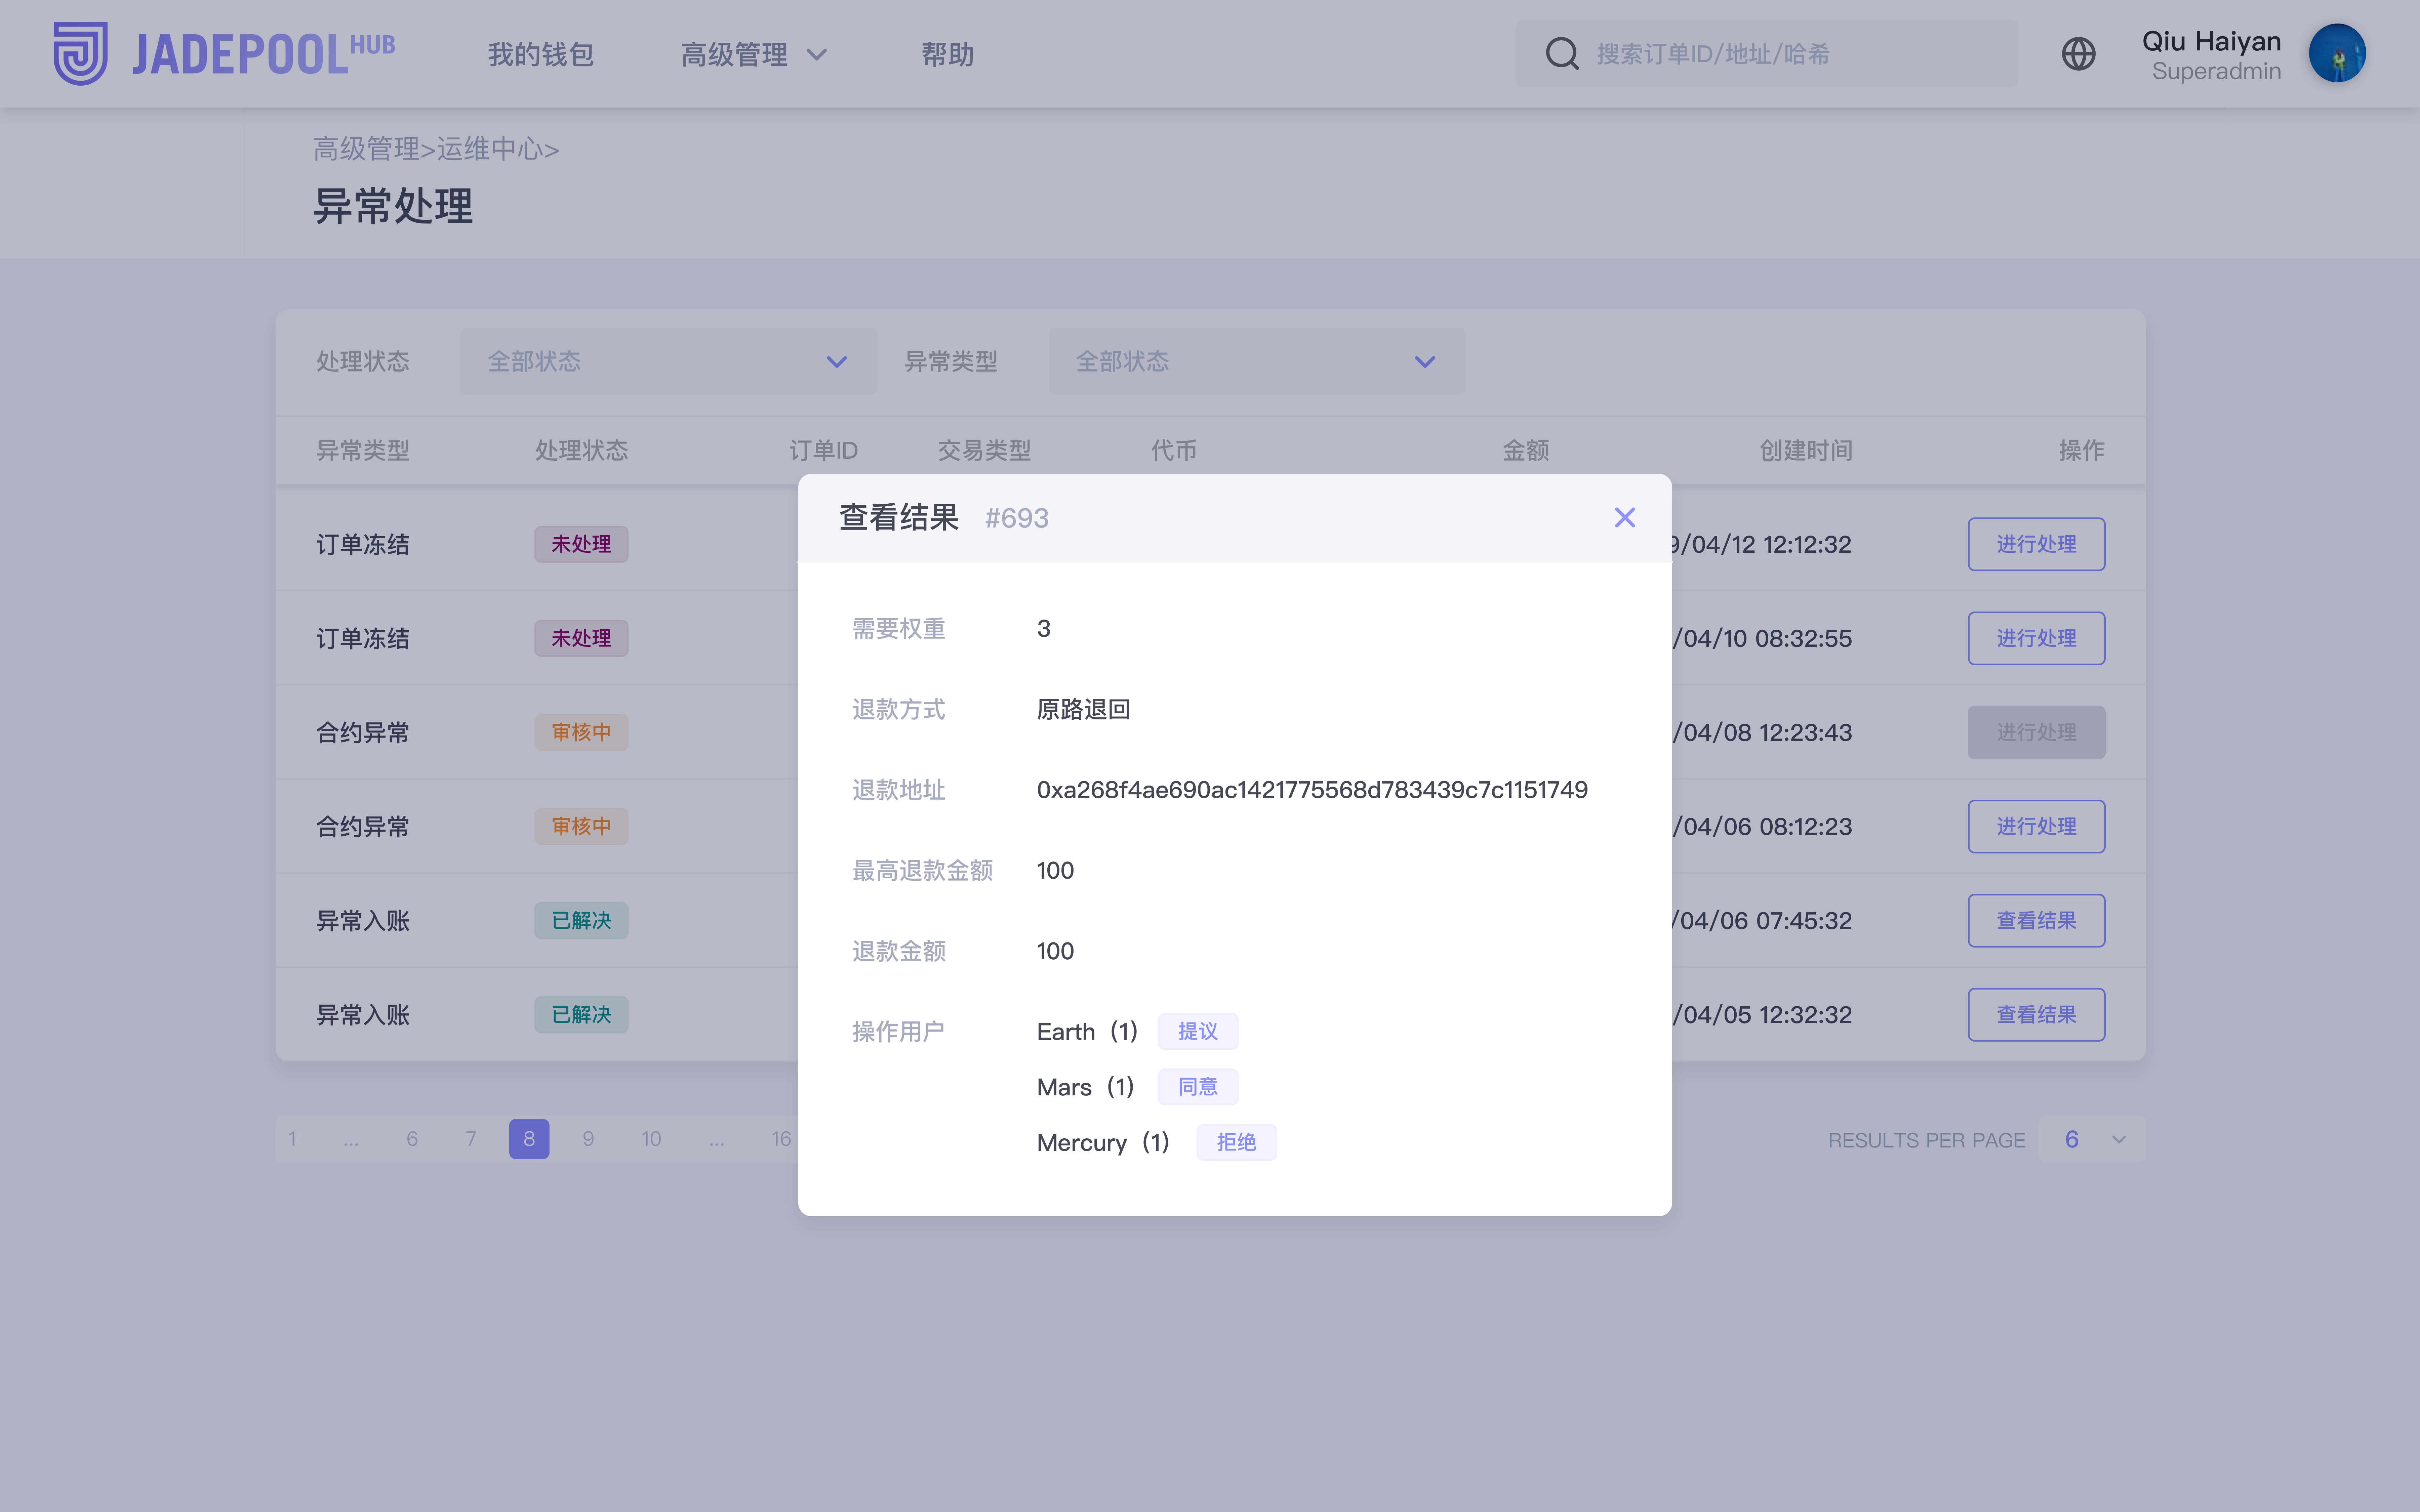 JADEPOOL HUB
我的钱包
高级管理
帮助
搜索订单ID/地址/哈希
Qiu Haiyan
Superadmin
高级管理>运维中心>
异常处理
处理状态
全部状态
异常类型
全部状态
异常类型 处理状态 订单ID 交易类型 代币 金额 创建时间 操作
查看结果 #693
订单冻结 未处理 9/04/12 12:12:32 进行处理
需要权重 3
订单冻结 未处理 /04/10 08:32:55 进行处理
退款方式 原路退回
合约异常 审核中 /04/08 12:23:43 进行处理
退款地址 0xa268f4ae690ac1421775568d783439c7c1151749
合约异常 审核中 /04/06 08:12:23 进行处理
最高退款金额 100
异常入账 已解决 /04/06 07:45:32 查看结果
退款金额 100
异常入账 已解决 /04/05 12:32:32 查看结果
操作用户 Earth（1） 提议
Mars（1） 同意
Mercury（1） 拒绝
1 ... 6 7 8 9 10 ... 16
RESULTS PER PAGE 6